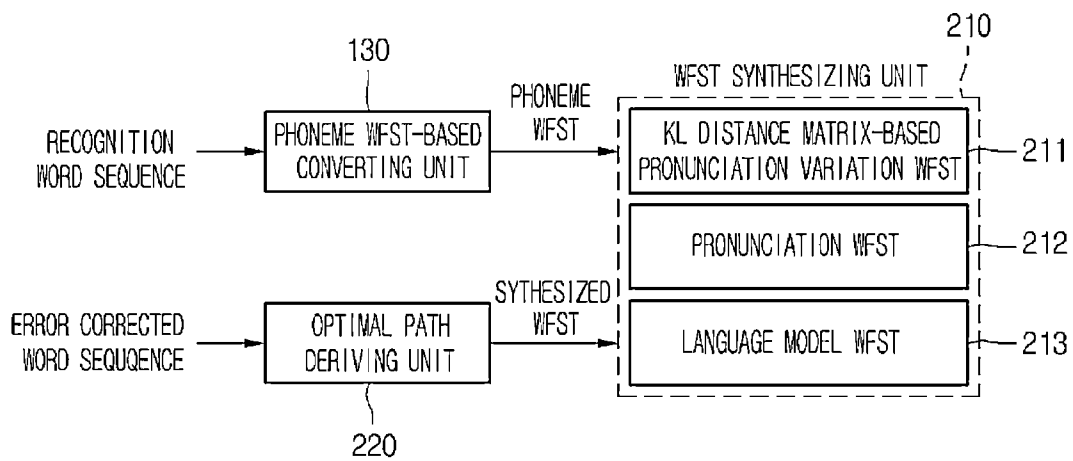 210
130
WFST SYNTHESIZING UNIT
PHONEME
WFST
RECOGNITION
WORD SEQUENCE
PHONEME WFST-BASED
CONVERTING UNIT
KL DISTANCE MATRIX-BASED
PRONUNCIATION VARIATION WFST
211
PRONUNCIATION WFST
212
SYTHESIZED
WFST
ERROR CORRECTED
WORD SEQUQENCE
OPTIMAL PATH
DERIVING UNIT
LANGUAGE MODEL WFST
213
220